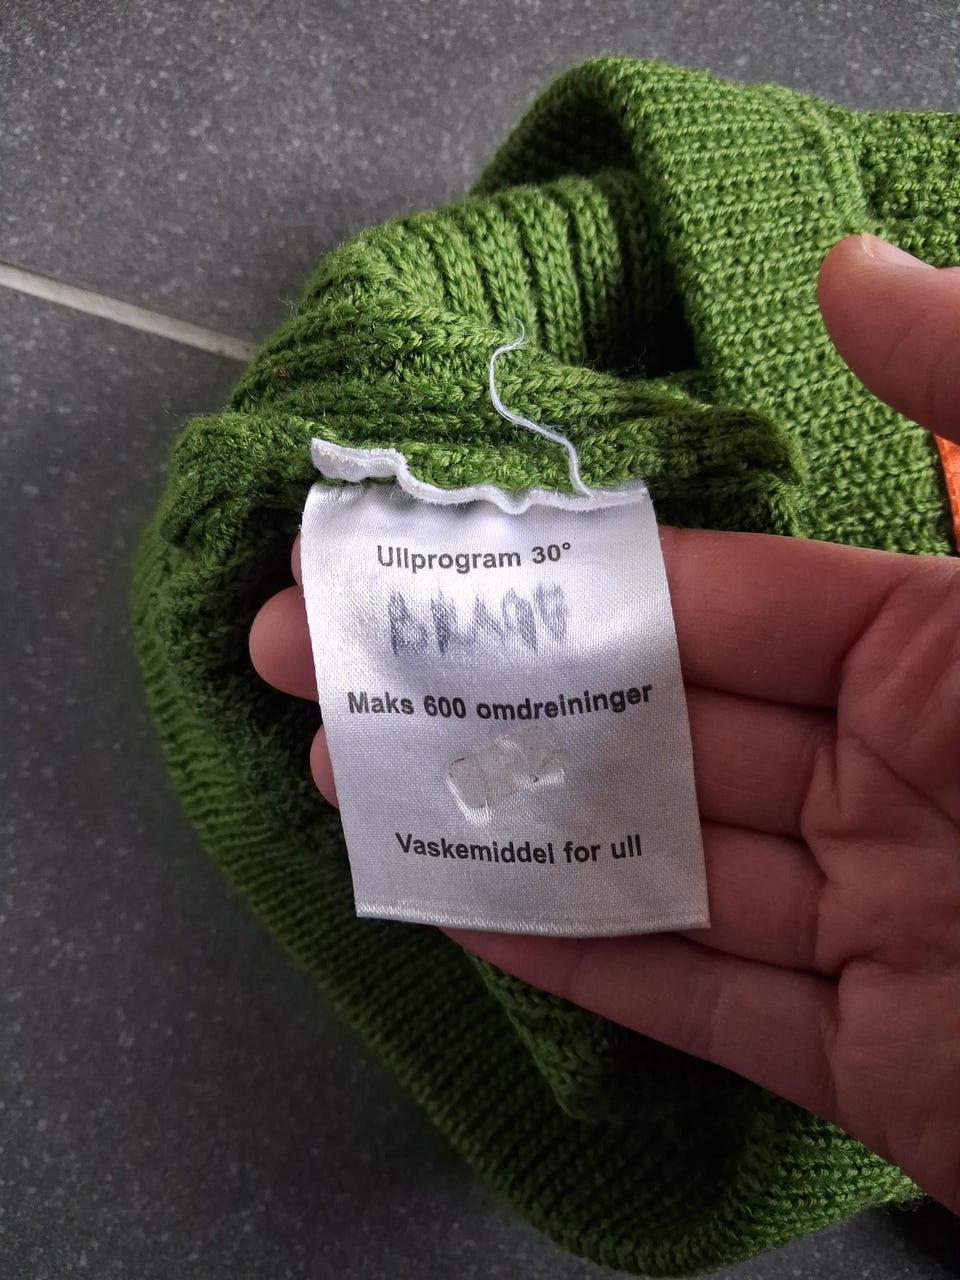 Ullprogram 30°
Maks 600 omdreininger
Vaskemiddel for ull